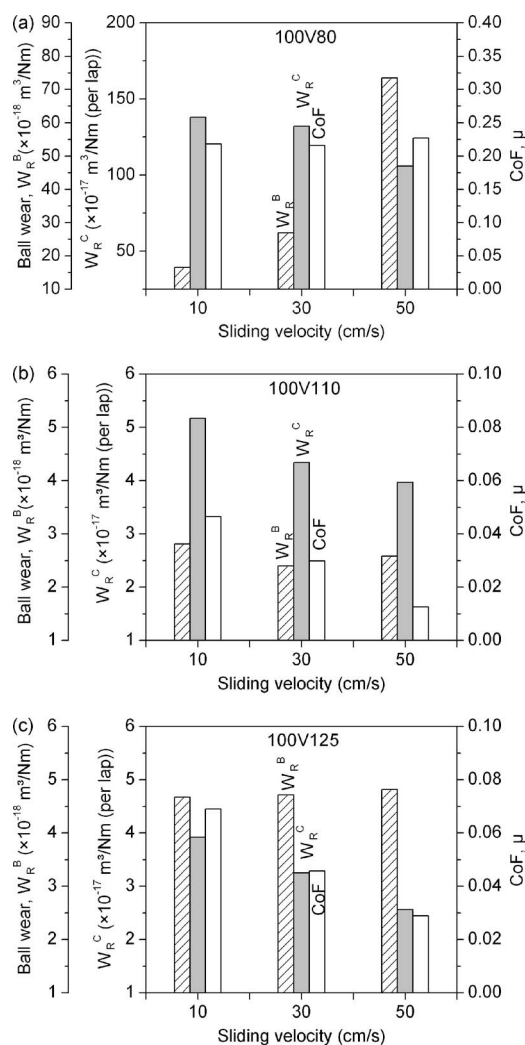 (a)
100V80
Ball wear, W_R^B (×10^-18 m^3/Nm)
90
80
70
60
50
40
30
20
10
W_R^C (×10^-17 m^3/Nm (per lap))
200
150
100
50
W_R^B
W_R^C
CoF
0.40
0.35
0.30
0.25
0.20
0.15
0.10
0.05
0.00
CoF, µ
10 30 50
Sliding velocity (cm/s)
(b)
100V110
Ball wear, W_R^B(×10^-18 m³/Nm)
6
5
4
3
2
1
W_R^C (×10^-17 m³/Nm (per lap))
6
5
4
3
2
1
W_R^B
W_R^C
CoF
0.10
0.08
0.06
0.04
0.02
0.00
CoF, µ
10 30 50
Sliding velocity (cm/s)
(c)
100V125
Ball wear, W_R^B (×10^-18 m³/Nm)
6
5
4
3
2
1
W_R^C (×10^-17 m³/Nm (per lap))
6
5
4
3
2
1
W_R^B
W_R^C
CoF
0.10
0.08
0.06
0.04
0.02
0.00
CoF, µ
10 30 50
Sliding velocity (cm/s)